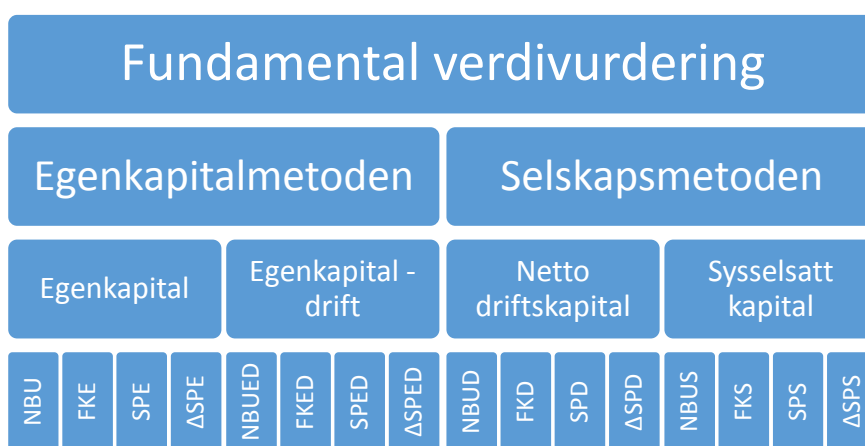 Fundamental verdivurdering
Egenkapitalmetoden
Selskapsmetoden
Egenkapital
Egenkapital -
drift
Netto
driftskapital
Sysselsatt
kapital
NBU
FKE
SPE
ΔSPE
NBUED
FKED
SPED
ΔSPED
NBUD
FKD
SPD
ΔSPD
NBUS
FKS
SPS
ΔSPS